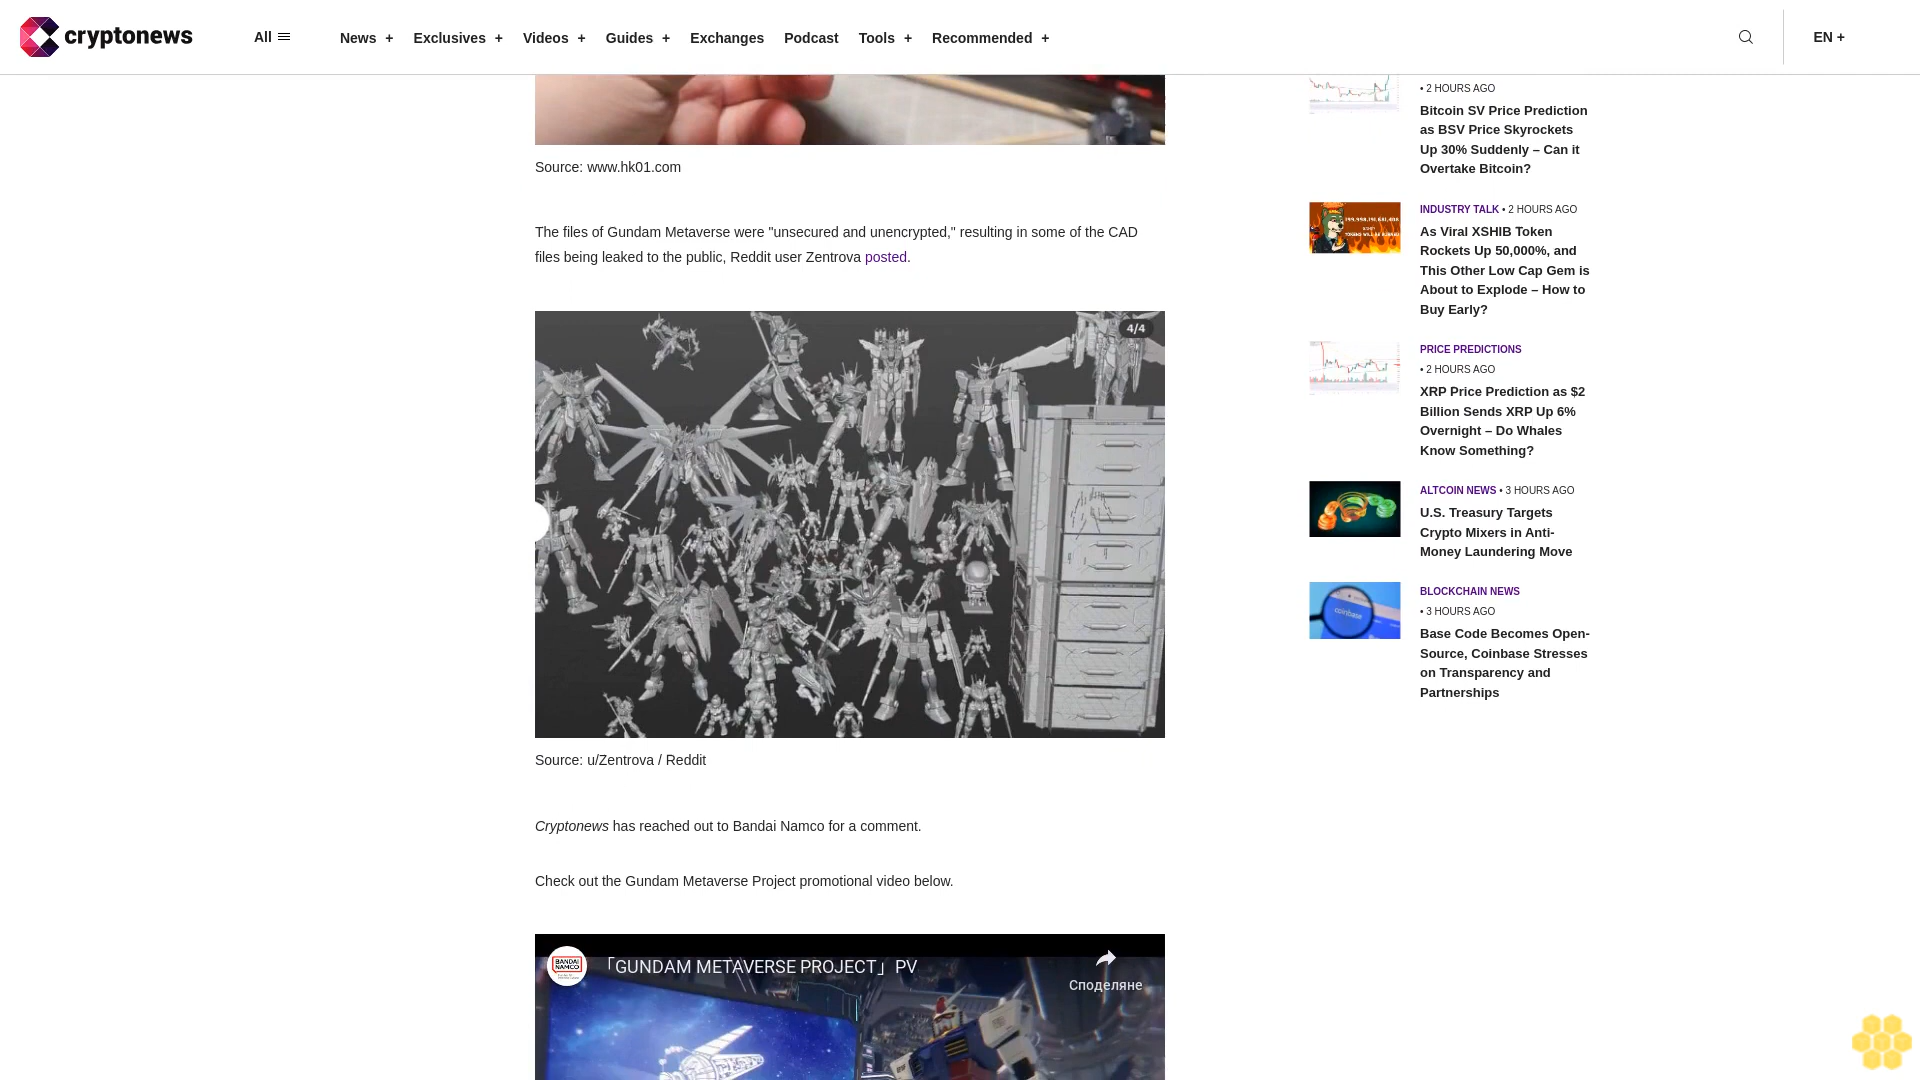 cryptonews
All
News + Exclusives + Videos + Guides + Exchanges Podcast Tools + Recommended +
EN +
Source: www.hk01.com
The files of Gundam Metaverse were "unsecured and unencrypted," resulting in some of the CAD
files being leaked to the public, Reddit user Zentrova posted.
4/4
Source: u/Zentrova / Reddit
Cryptonews has reached out to Bandai Namco for a comment.
Check out the Gundam Metaverse Project promotional video below.
BANDAI
NAMCO
「GUNDAM METAVERSE PROJECT」PV
Споделяне
• 2 HOURS AGO
Bitcoin SV Price Prediction
as BSV Price Skyrockets
Up 30% Suddenly – Can it
Overtake Bitcoin?
INDUSTRY TALK • 2 HOURS AGO
As Viral XSHIB Token
Rockets Up 50,000%, and
This Other Low Cap Gem is
About to Explode – How to
Buy Early?
PRICE PREDICTIONS
• 2 HOURS AGO
XRP Price Prediction as $2
Billion Sends XRP Up 6%
Overnight – Do Whales
Know Something?
ALTCOIN NEWS • 3 HOURS AGO
U.S. Treasury Targets
Crypto Mixers in Anti-
Money Laundering Move
coinbase
BLOCKCHAIN NEWS
• 3 HOURS AGO
Base Code Becomes Open-
Source, Coinbase Stresses
on Transparency and
Partnerships